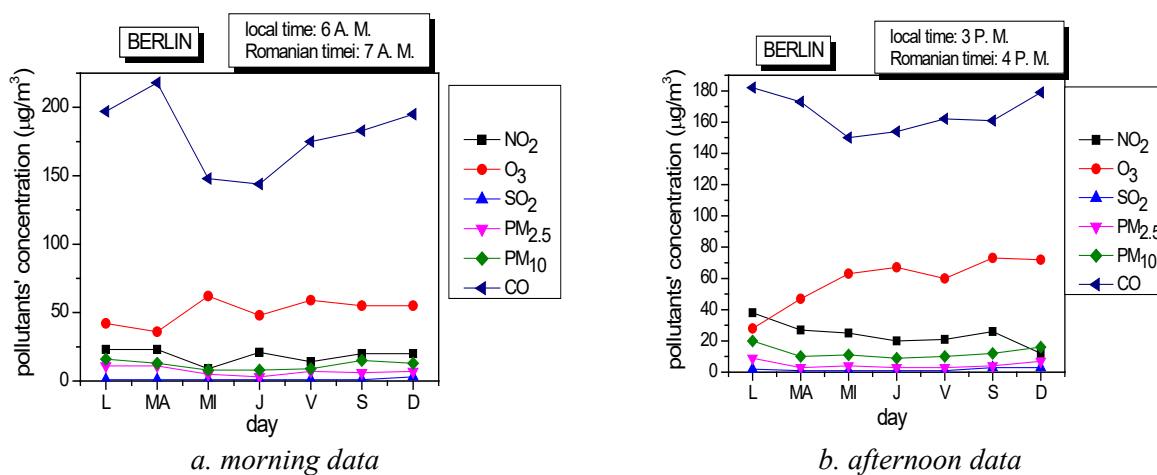 BERLIN
local time: 6 A. M.
Romanian timei: 7 A. M.
pollutants' concentration (µg/m³)
200
150
100
50
0
L MA MI J V S D
day
NO₂
O₃
SO₂
PM₂.₅
PM₁₀
CO
a. morning data
BERLIN
local time: 3 P. M.
Romanian timei: 4 P. M.
pollutants' concentration (µg/m³)
180
160
140
120
100
80
60
40
20
0
L MA MI J V S D
day
NO₂
O₃
SO₂
PM₂.₅
PM₁₀
CO
b. afternoon data